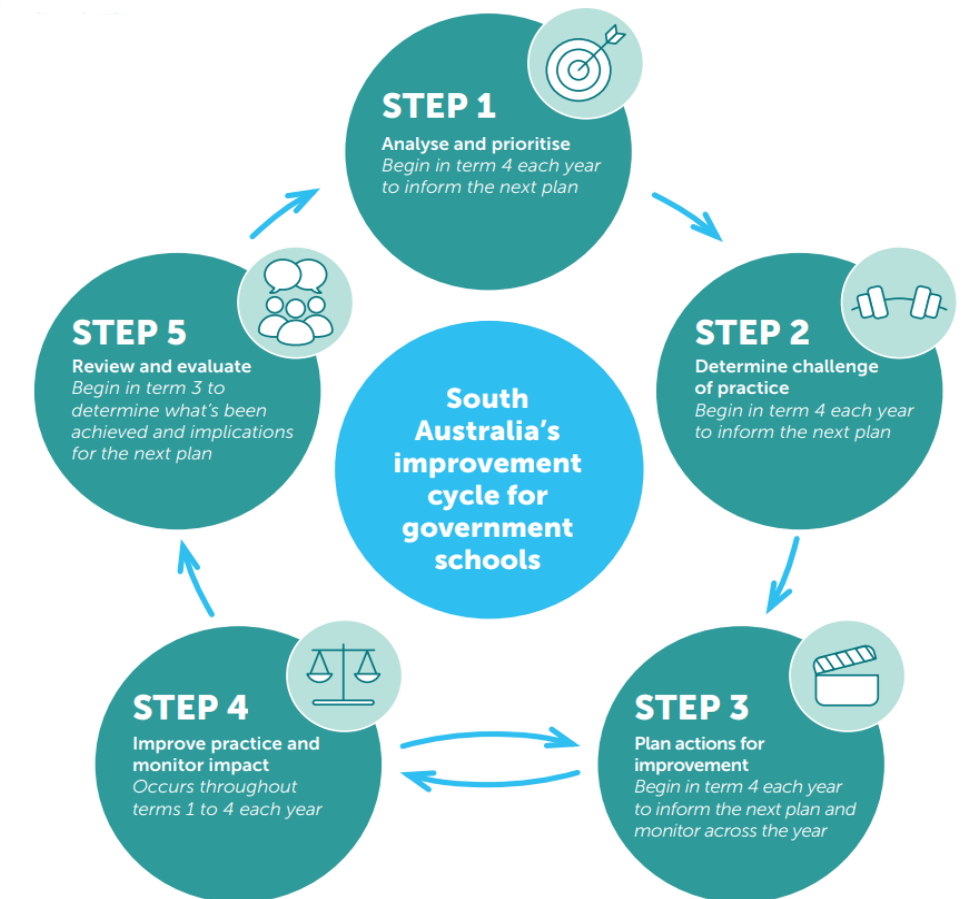 STEP 1
Analyse and prioritise
Begin in term 4 each year
to inform the next plan
STEP 2
Determine challenge
of practice
Begin in term 4 each year
to inform the next plan
STEP 3
Plan actions for
improvement
Begin in term 4 each year
to inform the next plan and
monitor across the year
STEP 4
Improve practice and
monitor impact
Occurs throughout
terms 1 to 4 each year
STEP 5
Review and evaluate
Begin in term 3 to
determine what's been
achieved and implications
for the next plan
South
Australia's
improvement
cycle for
government
schools